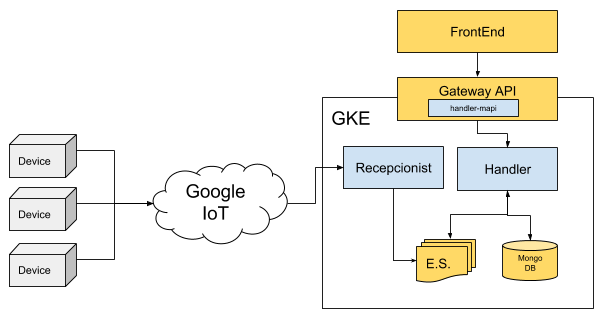 FrontEnd
Gateway API
handler-mapi
GKE
Device
Device
Device
Google
IoT
Recepcionist
Handler
E.S.
Mongo
DB